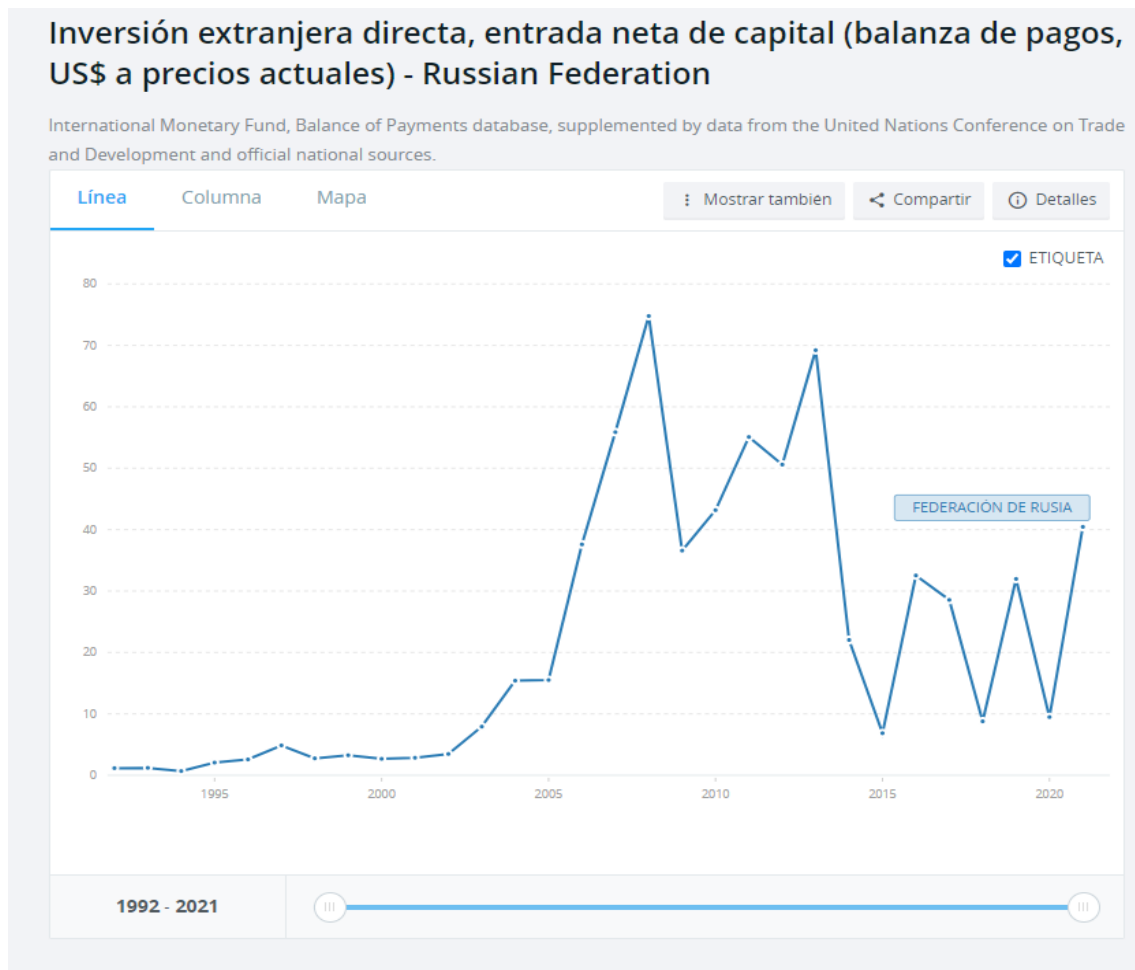 Inversión extranjera directa, entrada neta de capital (balanza de pagos,
US$ a precios actuales) - Russian Federation
International Monetary Fund, Balance of Payments database, supplemented by data from the United Nations Conference on Trade
and Development and official national sources.
Línea Columna Mapa Mostrar tambien Compartir Detalles
ETIQUETA
80
70
60
50
FEDERACIÓN DE RUSIA
40
30
20
10
0
1995 2000 2005 2010 2015 2020
1992 - 2021